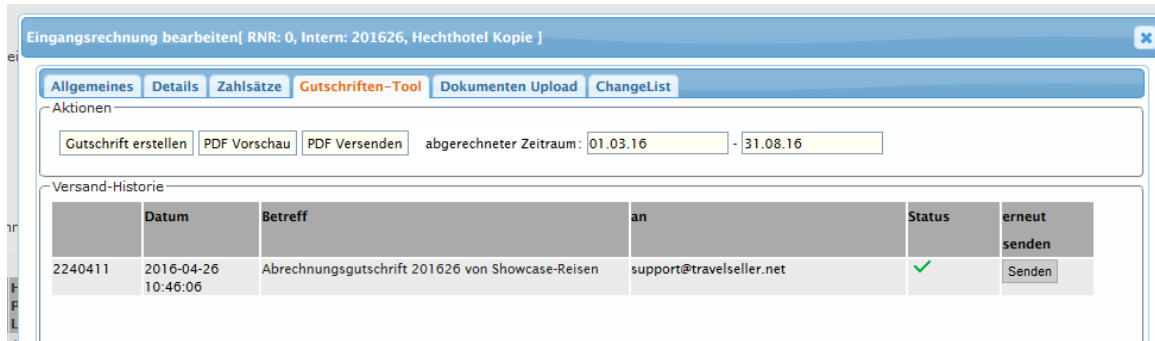 Eingangsrechnung bearbeiten[ RNR: 0, Intern: 201626, Hechthotel Kopie ]
Allgemeines Details Zahlsätze Gutschriften-Tool Dokumenten Upload ChangeList
Aktionen
Gutschrift erstellen PDF Vorschau PDF Versenden abgerechneter Zeitraum: 01.03.16 - 31.08.16
Versand-Historie
Datum Betreff an Status erneut
senden
2240411 2016-04-26 Abrechnungsgutschrift 201626 von Showcase-Reisen support@travelseller.net Senden
10:46:06